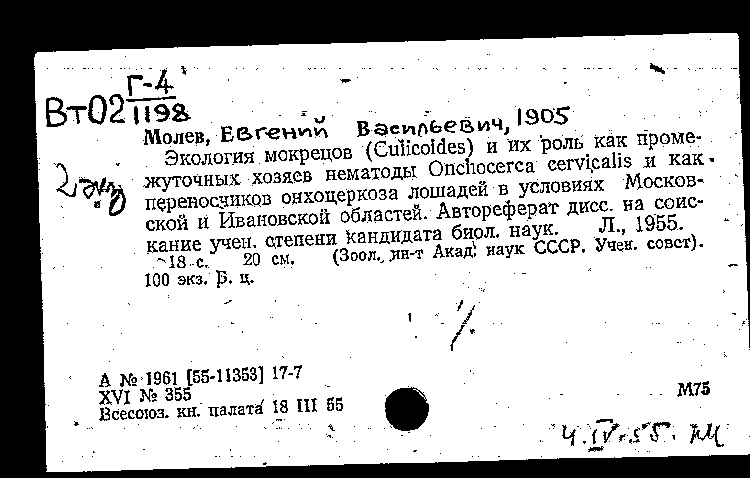 Г-4
Вт02 1198
Молев, Евгений Васильевич, 1905
Экология мокрецов (Culicoides) и их роль как проме-
жуточных хозяев нематоды Onchocerca cervicalis и как
переносчиков онхоцеркоза лошадей в условиях Москов-
ской и Ивановской областей. Автореферат дисс. на соис-
кание учен. степени кандидата биол. наук. Л., 1955.
18 с. 20 см. (Зоол. ин-т Акад. наук СССР. Учен. совет).
100 экз. Б. ц.
2 экз
А № 1961 [55-11353] 17-7
XVI № 355
Всесоюз. кн. палата 18 III 55
М75
4.IV.55.